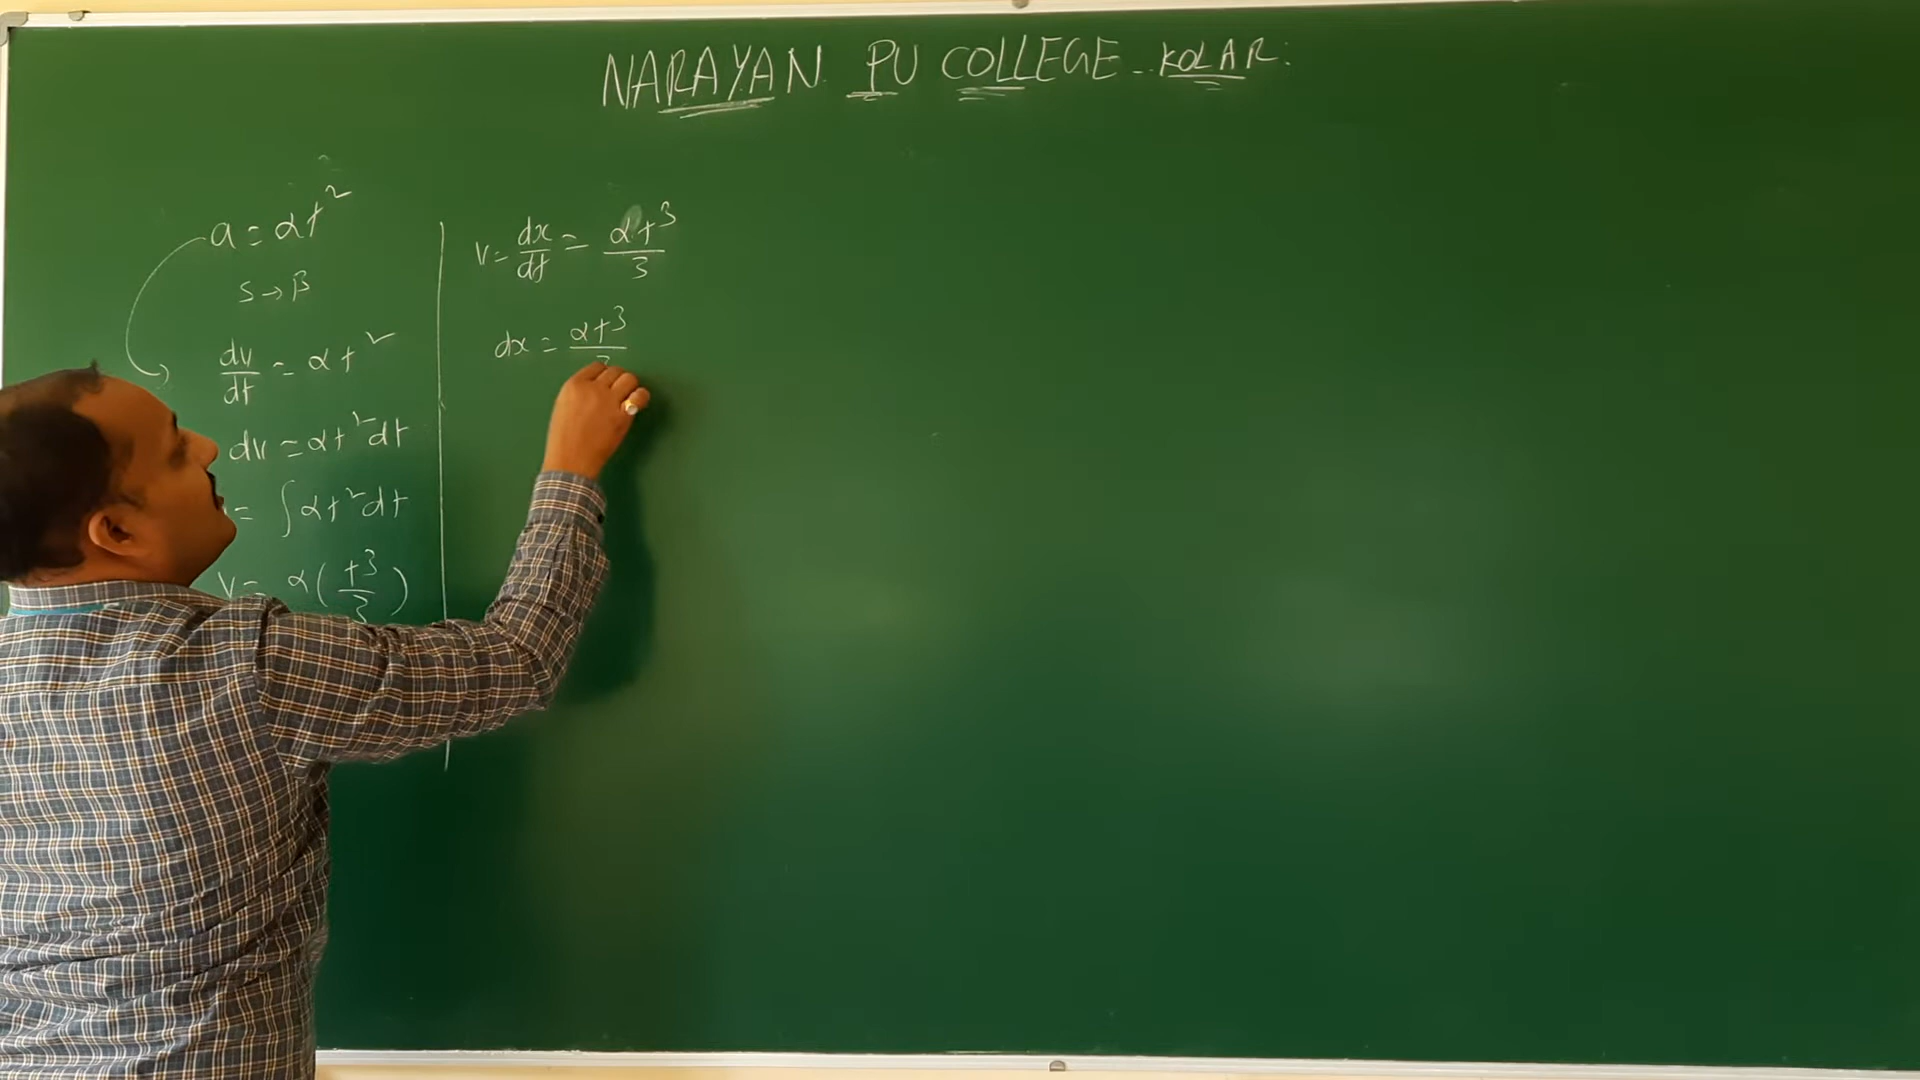 NARAYAN PU COLLEGE - KOLAR:
a = αt²
S → β
dv/dt = αt²
dv = αt² dt
= ∫αt² dt
v = α(t³/3)
v = dx/dt = αt³/3
dx = αt³/3